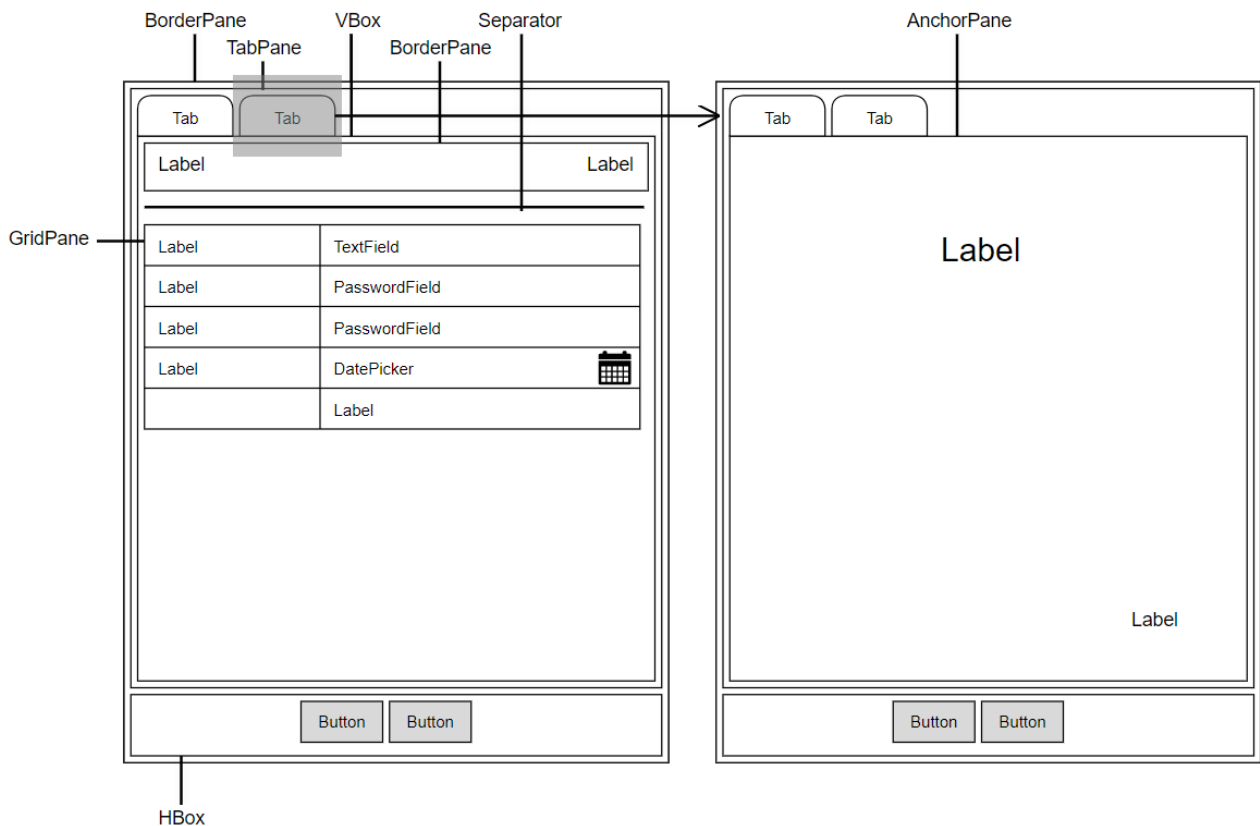 BorderPane VBox Separator AnchorPane
TabPane BorderPane
Tab Tab Tab Tab
Label Label
GridPane
Label TextField
Label
Label PasswordField
Label PasswordField
Label DatePicker
Label
Label
Button Button Button Button
HBox